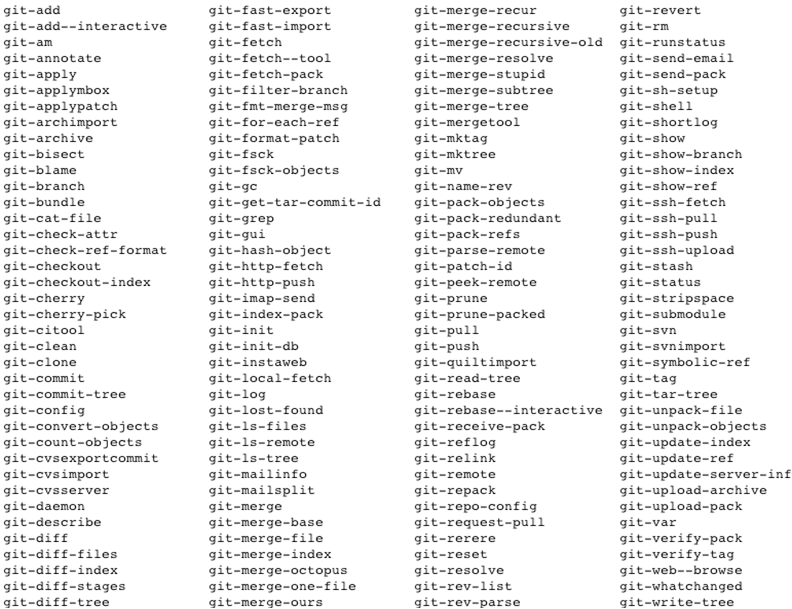 git-add git-fast-export git-merge-recur git-revert
git-add--interactive git-fast-import git-merge-recursive git-rm
git-am git-fetch git-merge-recursive-old git-runstatus
git-annotate git-fetch--tool git-merge-resolve git-send-email
git-apply git-fetch-pack git-merge-stupid git-send-pack
git-applymbox git-filter-branch git-merge-subtree git-sh-setup
git-applypatch git-fmt-merge-msg git-merge-tree git-shell
git-archimport git-for-each-ref git-mergetool git-shortlog
git-archive git-format-patch git-mktag git-show
git-bisect git-fsck git-mktree git-show-branch
git-blame git-fsck-objects git-mv git-show-index
git-branch git-gc git-name-rev git-show-ref
git-bundle git-get-tar-commit-id git-pack-objects git-ssh-fetch
git-cat-file git-grep git-pack-redundant git-ssh-pull
git-check-attr git-gui git-pack-refs git-ssh-push
git-check-ref-format git-hash-object git-parse-remote git-ssh-upload
git-checkout git-http-fetch git-patch-id git-stash
git-checkout-index git-http-push git-peek-remote git-status
git-cherry git-imap-send git-prune git-stripspace
git-cherry-pick git-index-pack git-prune-packed git-submodule
git-citool git-init git-pull git-svn
git-clean git-init-db git-push git-svnimport
git-clone git-instaweb git-quiltimport git-symbolic-ref
git-commit git-local-fetch git-read-tree git-tag
git-commit-tree git-log git-rebase git-tar-tree
git-config git-lost-found git-rebase--interactive git-unpack-file
git-convert-objects git-ls-files git-receive-pack git-unpack-objects
git-count-objects git-ls-remote git-reflog git-update-index
git-cvsexportcommit git-ls-tree git-relink git-update-ref
git-cvsimport git-mailinfo git-remote git-update-server-inf
git-cvsserver git-mailsplit git-repack git-upload-archive
git-daemon git-merge git-repo-config git-upload-pack
git-describe git-merge-base git-request-pull git-var
git-diff git-merge-file git-rerere git-verify-pack
git-diff-files git-merge-index git-reset git-verify-tag
git-diff-index git-merge-octopus git-resolve git-web--browse
git-diff-stages git-merge-one-file git-rev-list git-whatchanged
git-diff-tree git-merge-ours git-rev-parse git-write-tree